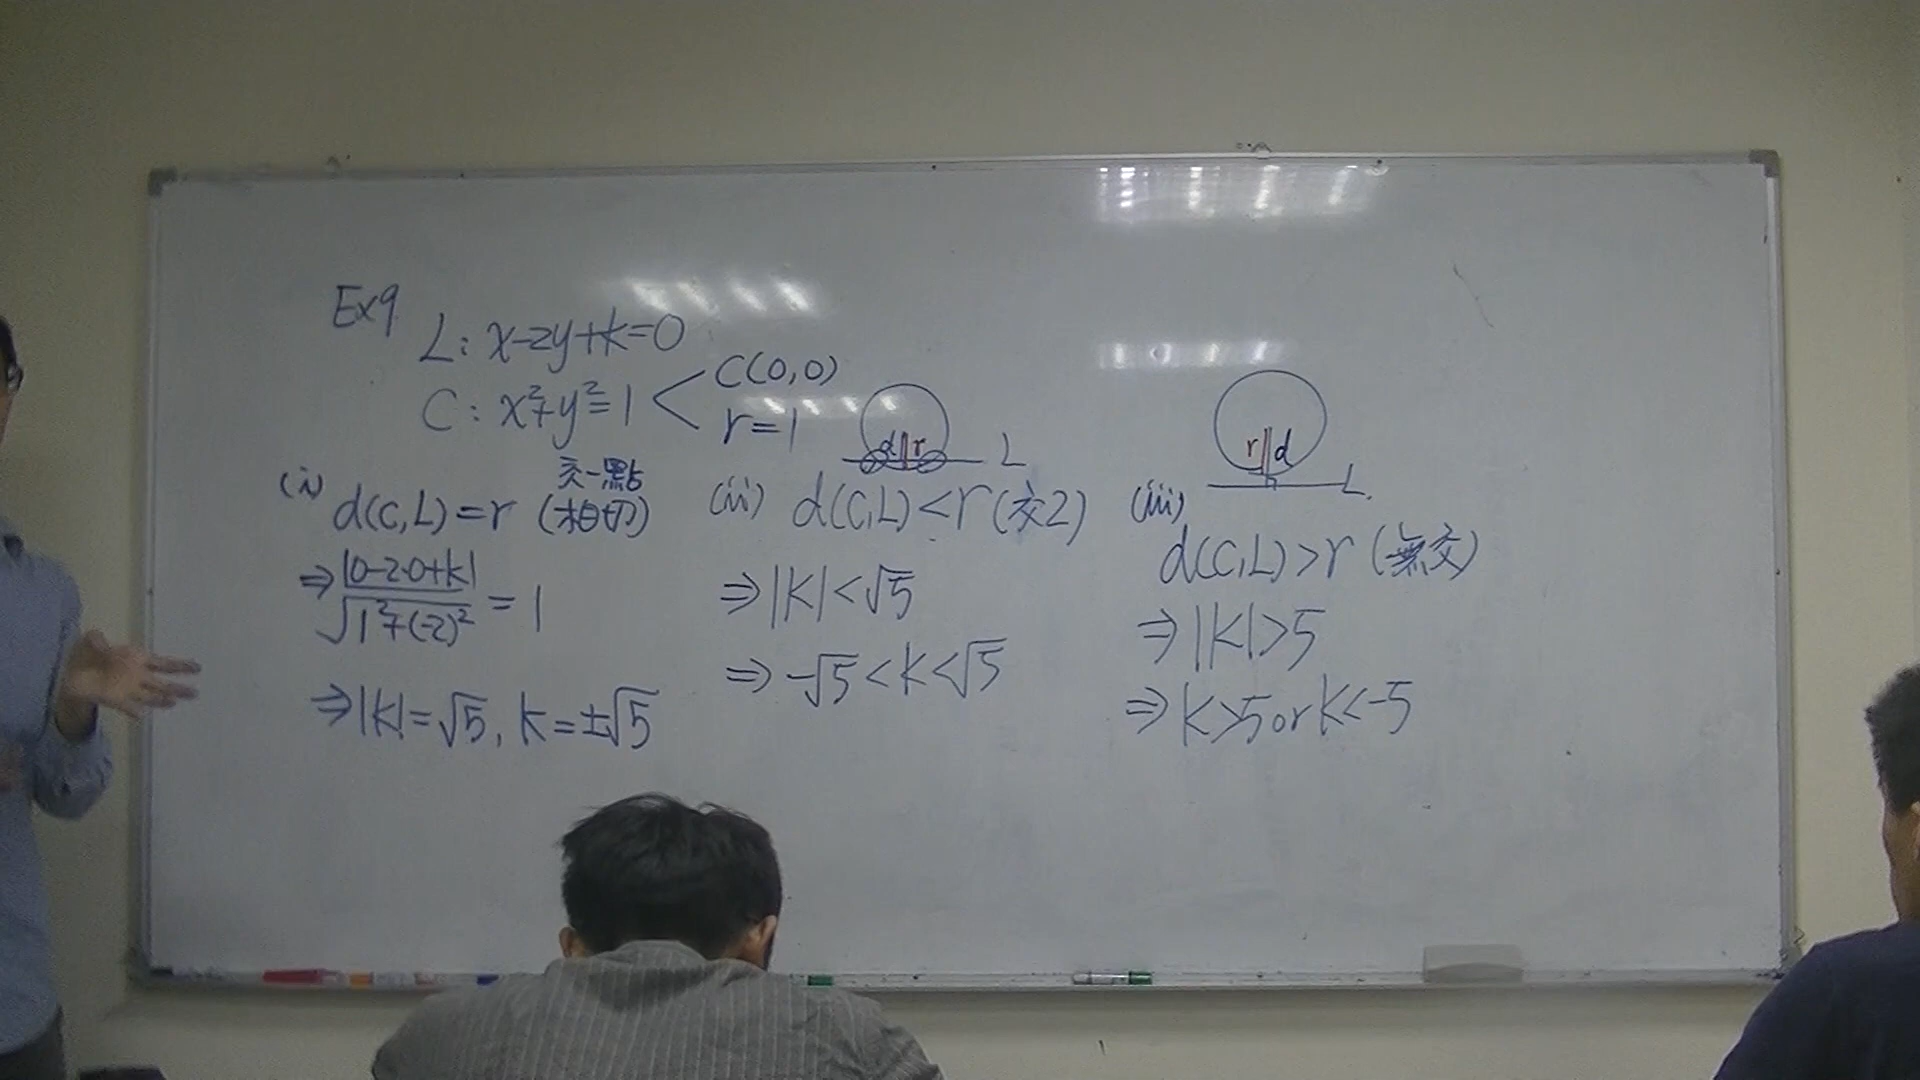 Ex9
L: x-2y+k=0
C: x²+y²=1 < C(0,0)
r=1
d r L
r d L
(i) 交一點
d(C,L)=r (相切)
⇒ |0-2·0+k| / √1²+(-2)² = 1
⇒ |k|=√5, k=±√5
(ii) d(C,L)<r (交2)
⇒ |k|<√5
⇒ -√5<k<√5
(iii)
d(C,L)>r (無交)
⇒ |k|>5
⇒ k>5 or k<-5